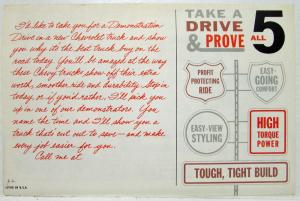 I'd like to take you for a Demonstration
Drive in a new Chevrolet truck and show
you why it's the best truck buy on the
road today. You'll be amazed at the way
these Chevy trucks show off their extra
worth, smoother ride and durability. Stop in
today, or if you'd rather, I'll pick you
up in one of our demonstrators. You
name the time and I'll show you a
truck that's out out to save—and make
every job easier for you.
Call me at
LITHO IN U.S.A.
TAKE A
DRIVE
& PROVE
ALL 5
PROFIT
PROTECTING
RIDE
EASY-
GOING
COMFORT
EASY-VIEW
STYLING
HIGH
TORQUE
POWER
TOUGH, TIGHT BUILD